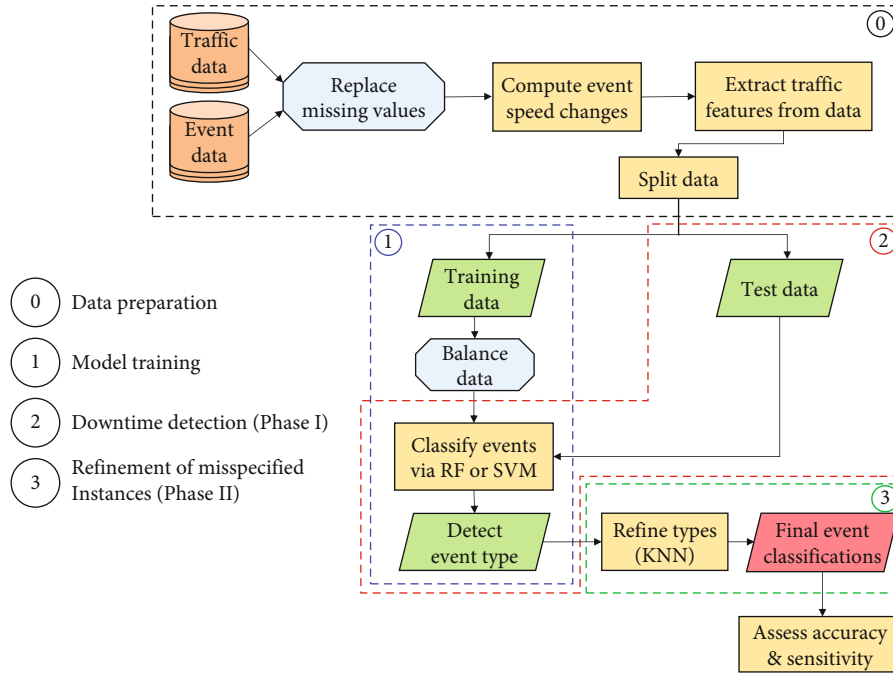 0
Traffic
data
Replace
missing values
Compute event
speed changes
Extract traffic
features from data
Event
data
Split data
1
2
Training
data
Test data
0 Data preparation
Balance
data
1 Model training
2 Downtime detection (Phase I)
Classify events
via RF or SVM
3 Refinement of misspecified
Instances (Phase II)
3
Detect
event type
Refine types
(KNN)
Final event
classifications
Assess accuracy
& sensitivity